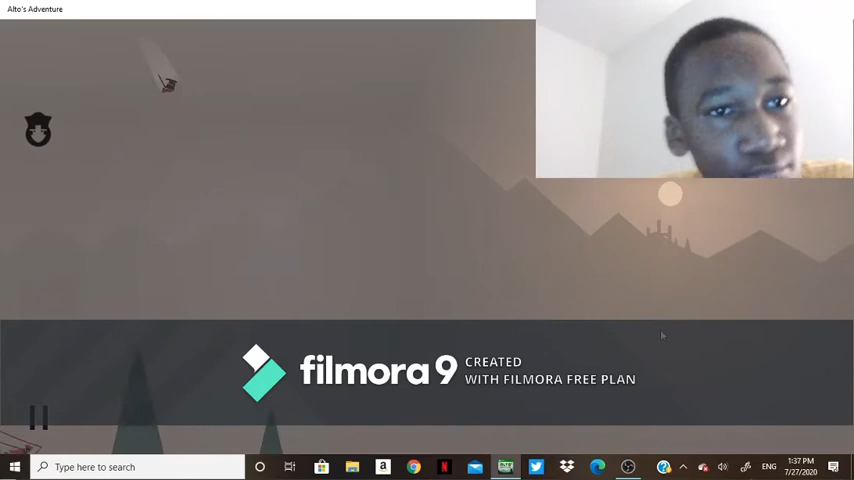 Alto's Adventure
filmora 9
CREATED
WITH FILMORA FREE PLAN
Type here to search
ENG
1:37 PM
7/27/2020